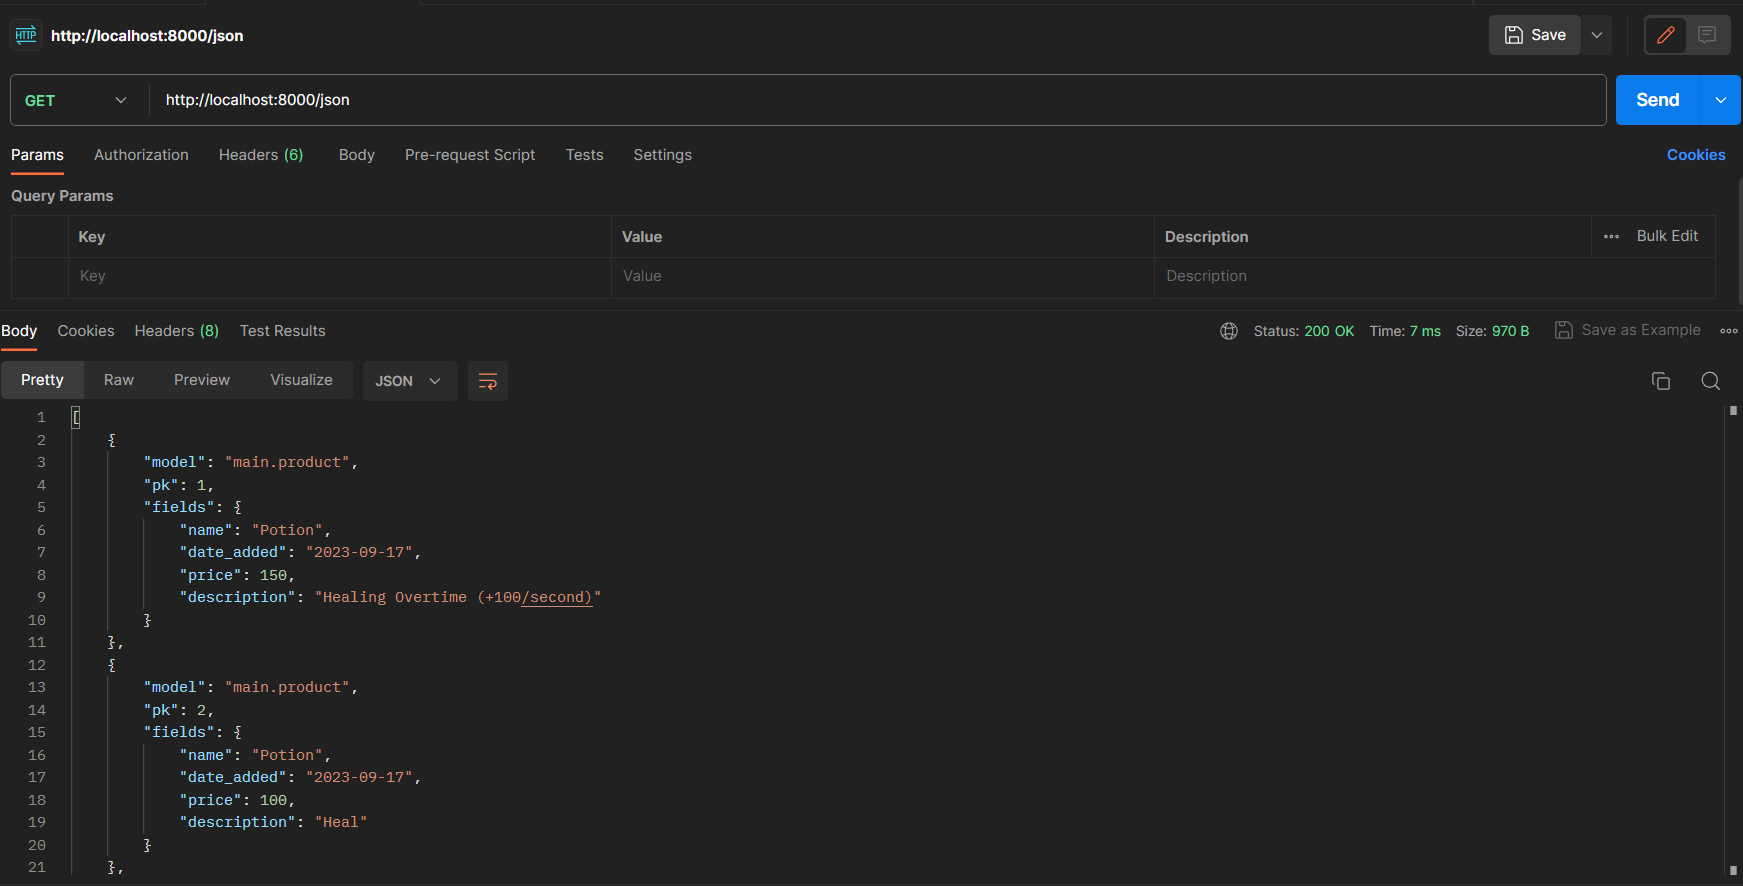 HTTP http://localhost:8000/json Save
GET http://localhost:8000/json Send
Params Authorization Headers (6) Body Pre-request Script Tests Settings Cookies
Query Params
Key Value Description Bulk Edit
Key Value Description
Body Cookies Headers (8) Test Results Status: 200 OK Time: 7 ms Size: 970 B Save as Example
Pretty Raw Preview Visualize JSON
1 [
2 {
3 "model": "main.product",
4 "pk": 1,
5 "fields": {
6 "name": "Potion",
7 "date_added": "2023-09-17",
8 "price": 150,
9 "description": "Healing Overtime (+100/second)"
10 }
11 },
12 {
13 "model": "main.product",
14 "pk": 2,
15 "fields": {
16 "name": "Potion",
17 "date_added": "2023-09-17",
18 "price": 100,
19 "description": "Heal"
20 }
21 },